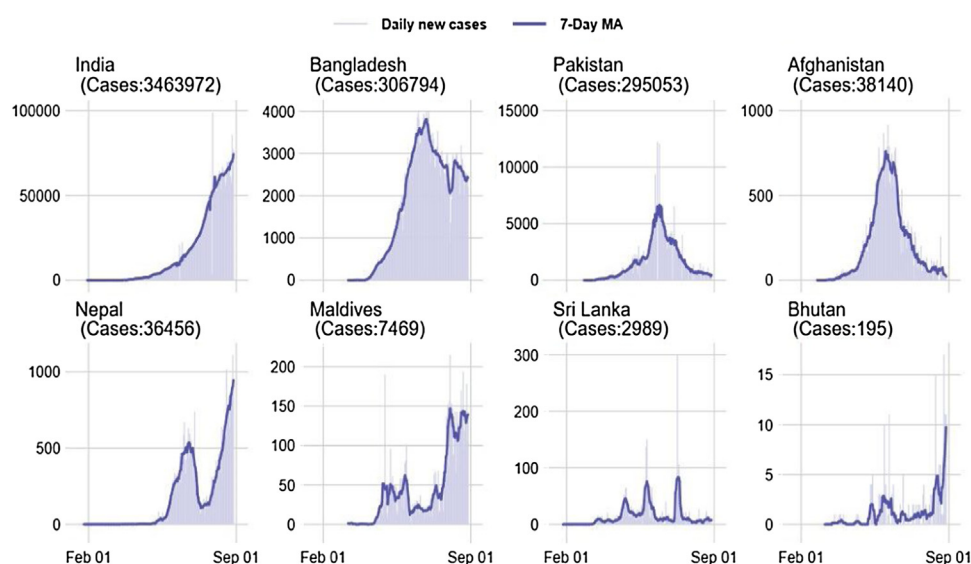 Daily new cases 7-Day MA
India Bangladesh Pakistan Afghanistan
(Cases:3463972) (Cases:306794) (Cases:295053) (Cases:38140)
100000 4000 15000 1000
3000 10000
50000 2000 500
1000 5000
0 0 0 0
Nepal Maldives Sri Lanka Bhutan
(Cases:36456) (Cases:7469) (Cases:2989) (Cases:195)
1000 200 300 15
150 200 10
500 100
50 100 5
0 0 0 0
Feb 01 Sep 01 Feb 01 Sep 01 Feb 01 Sep 01 Feb 01 Sep 01